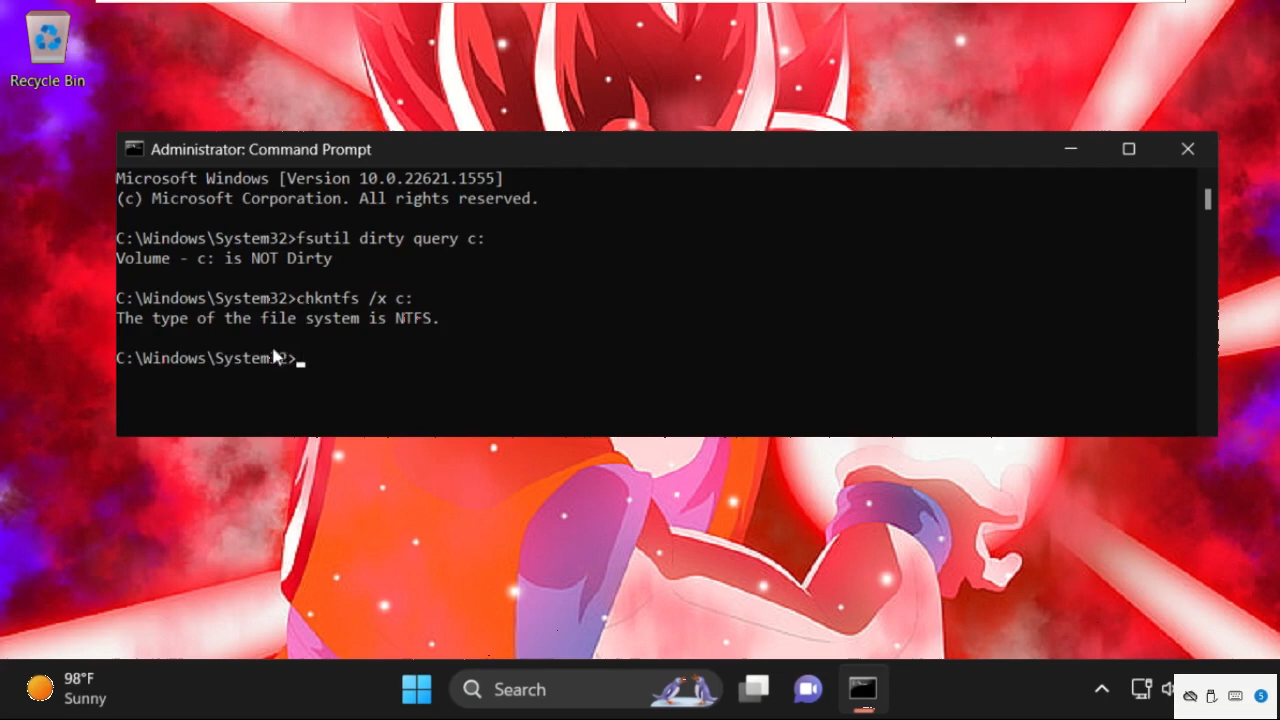 Recycle Bin
Administrator: Command Prompt
Microsoft Windows [Version 10.0.22621.1555]
(c) Microsoft Corporation. All rights reserved.
C:\Windows\System32>fsutil dirty query c:
Volume - c: is NOT Dirty
C:\Windows\System32>chkntfs /x c:
The type of the file system is NTFS.
C:\Windows\System32>
98°F
Sunny
Search
5